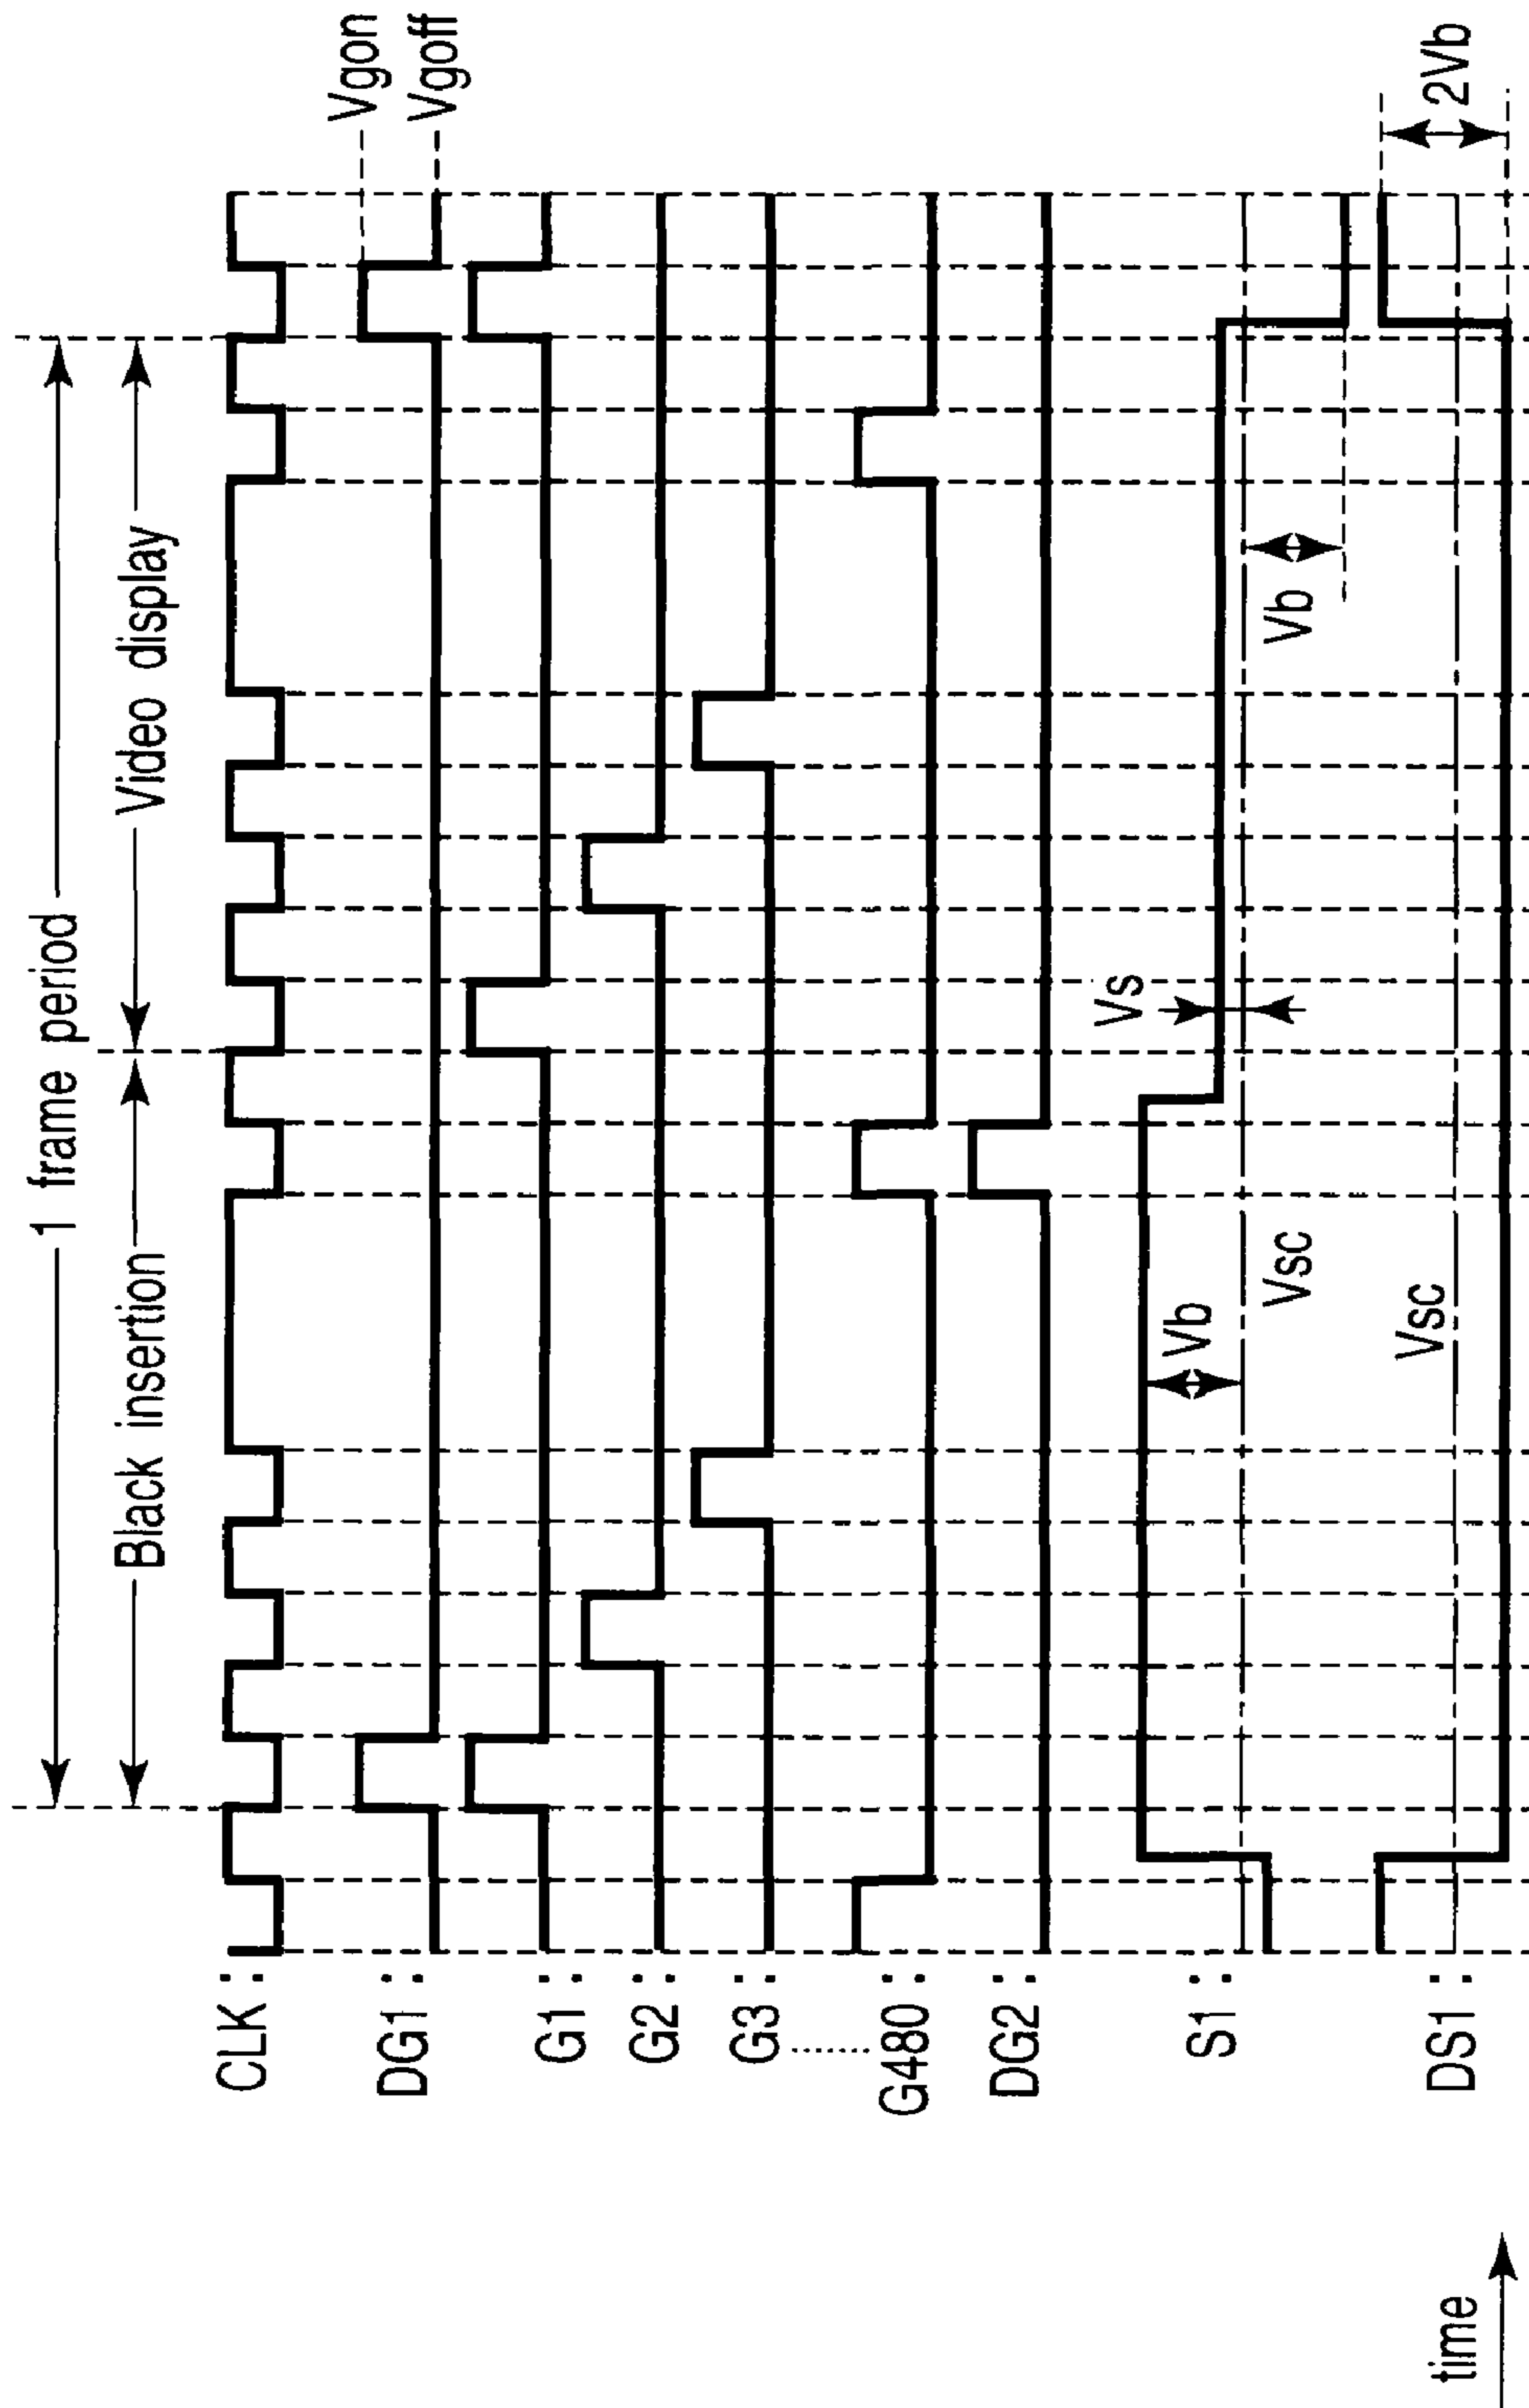 1 frame period
Black insertion
Video display
CLK :
Vgon
DG1 :
Vgoff
G1 :
G2 :
G3 :
G480 :
DG2 :
Vs
S1 :
Vb
Vsc
Vb
Vsc
2Vb
DS1 :
time